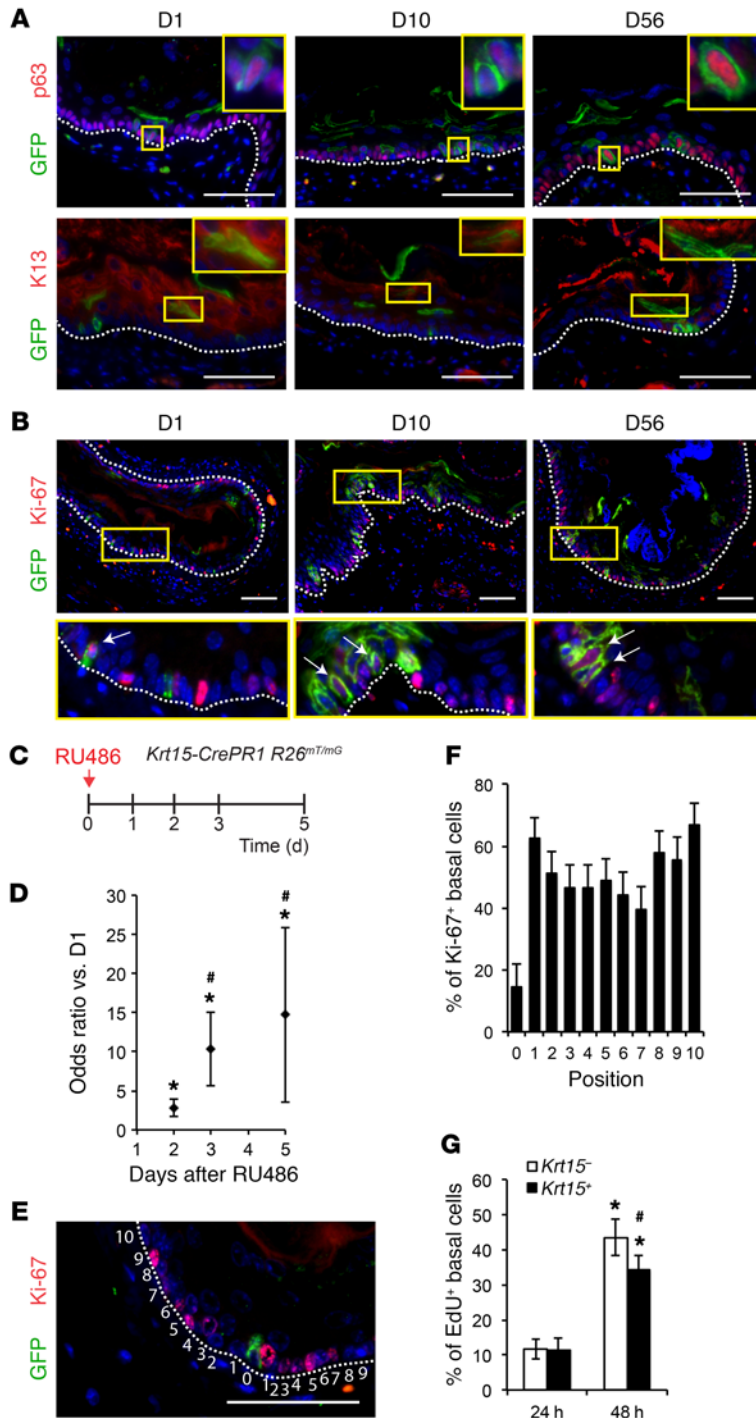 A
D1 D10 D56
GFP p63
GFP K13
B
D1 D10 D56
GFP Ki-67
C
RU486 Krt15-CrePR1 R26mT/mG
0 1 2 3 5
Time (d)
D
Odds ratio vs. D1
30
25
20
15
10
5
0
*
#
*
#
*
1 2 3 4 5
Days after RU486
E
GFP Ki-67
10
9
8
7
6
5
4
3
2
1
0
*
1 2 3 4 5 6 7 8 9
F
% of Ki-67+ basal cells
80
60
40
20
0
0 1 2 3 4 5 6 7 8 9 10
Position
G
% of EdU+ basal cells
60
50
40
30
20
10
0
Krt15−
Krt15+
*
#
*
24 h 48 h